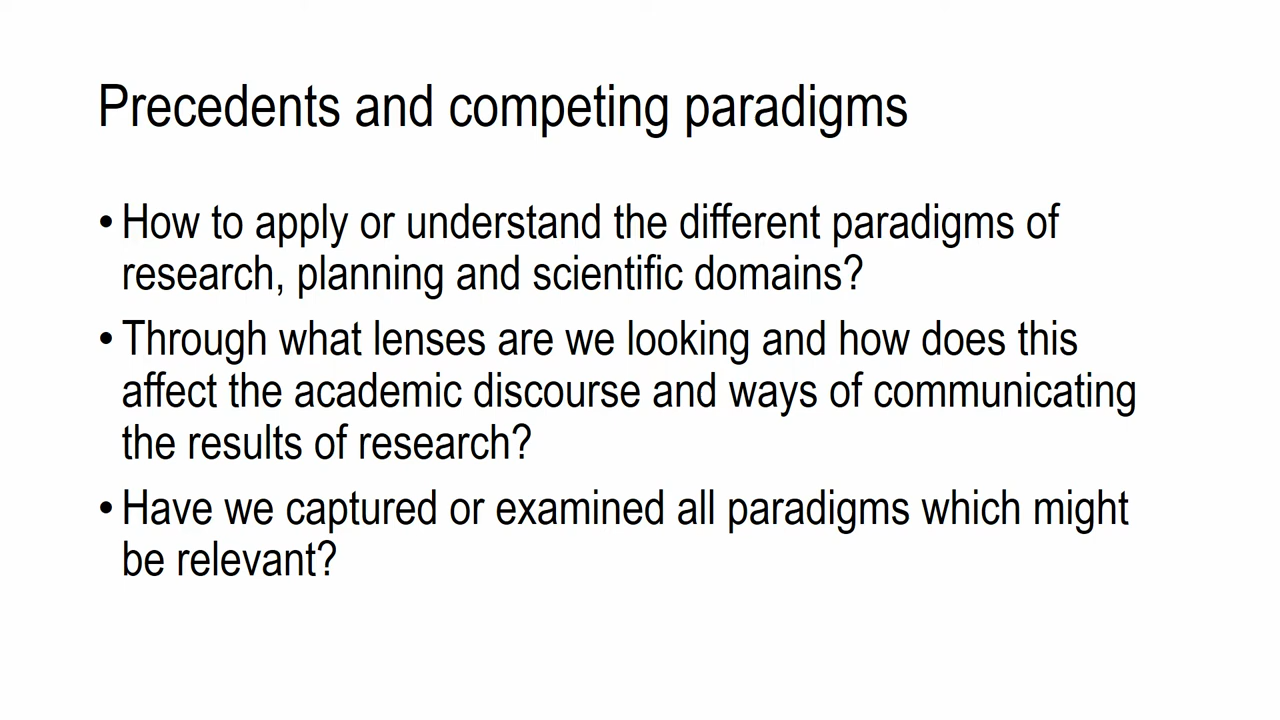 Precedents and competing paradigms
• How to apply or understand the different paradigms of
research, planning and scientific domains?
• Through what lenses are we looking and how does this
affect the academic discourse and ways of communicating
the results of research?
• Have we captured or examined all paradigms which might
be relevant?